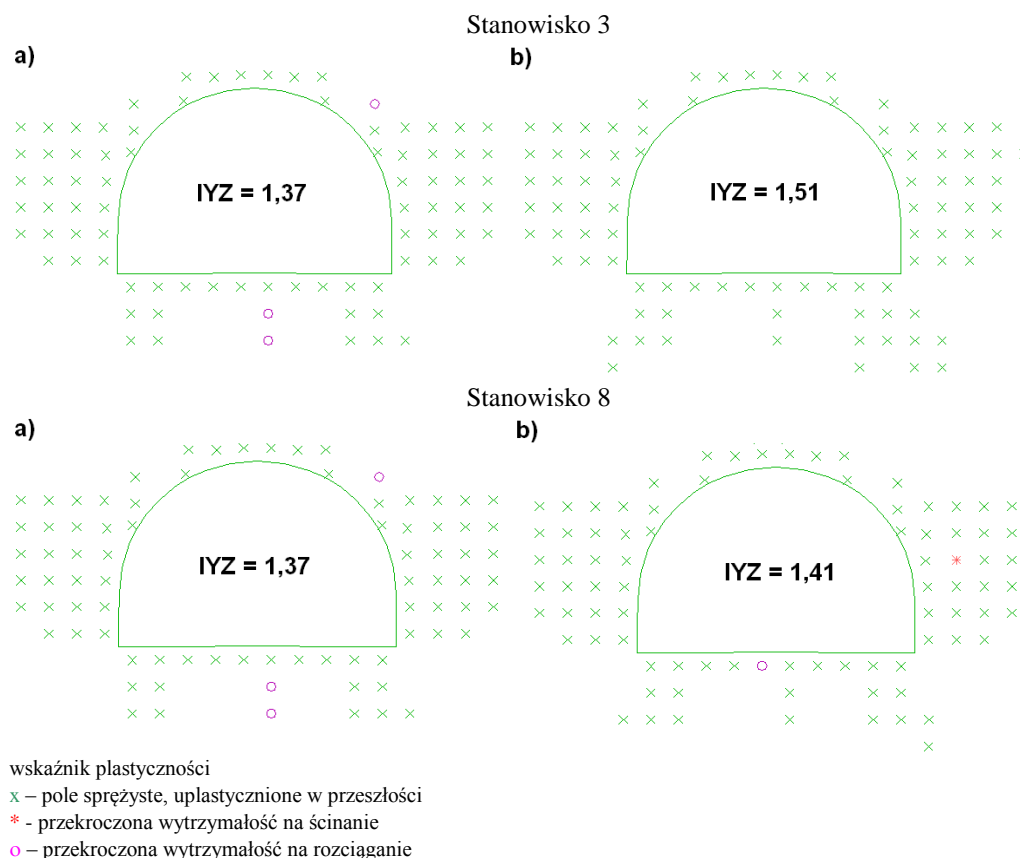 Stanowisko 3
a) b)
IYZ = 1,37 IYZ = 1,51
Stanowisko 8
a) b)
IYZ = 1,37 IYZ = 1,41
wskaźnik plastyczności
x – pole sprężyste, uplastycznione w przeszłości
* - przekroczona wytrzymałość na ścinanie
o – przekroczona wytrzymałość na rozciąganie